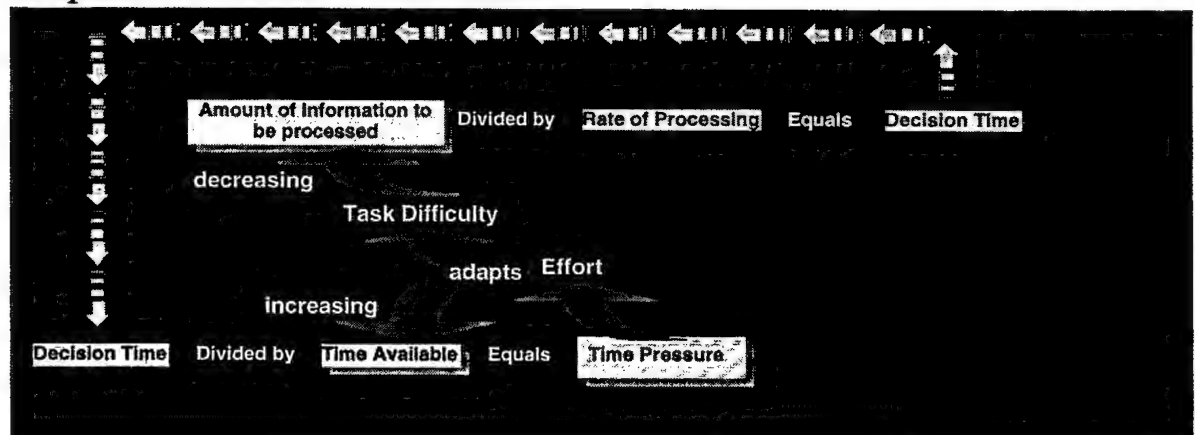 Amount of Information to
be processed
Divided by
Rate of Processing
Equals
Decision Time
decreasing
Task Difficulty
adapts
Effort
increasing
Decision Time
Divided by
Time Available
Equals
Time Pressure